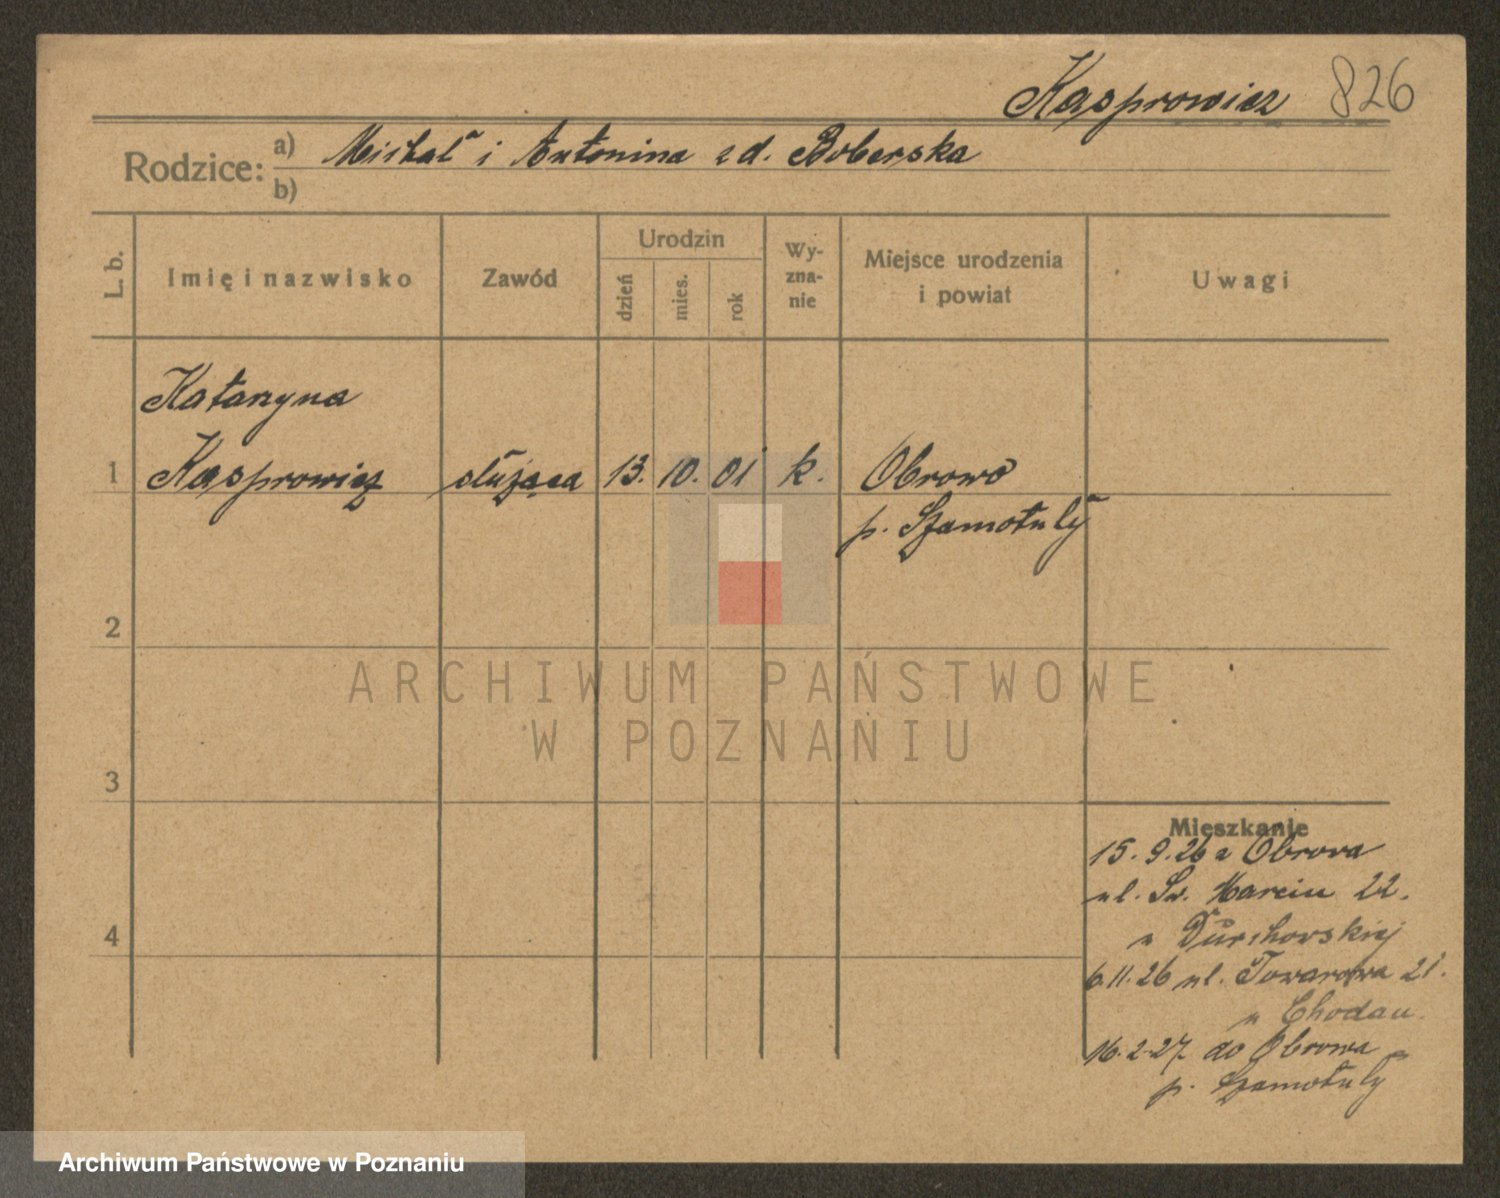 Kasprowicz 826
Rodzice: a) Michał i Antonina z d. Boberska
b)
L. b.
Imię i nazwisko
Zawód
Urodzin
dzień
mies.
rok
Wy-
zna-
nie
Miejsce urodzenia
i powiat
Uwagi
Katarzyna
1 Kasprowicz służąca 13. 10. 01 k. Obrowo
p. Szamotuły
2
3
4
Mieszkanie
15. 9. 26 z Obrowa
ul. Św. Marcin 22.
u
6.11.26 ul. Towarowa 21.
u Chodan.
16.2.27. do Obrowa
p. Szamotuły
ARCHIWUM PAŃSTWOWE
W POZNANIU
Archiwum Państwowe w Poznaniu